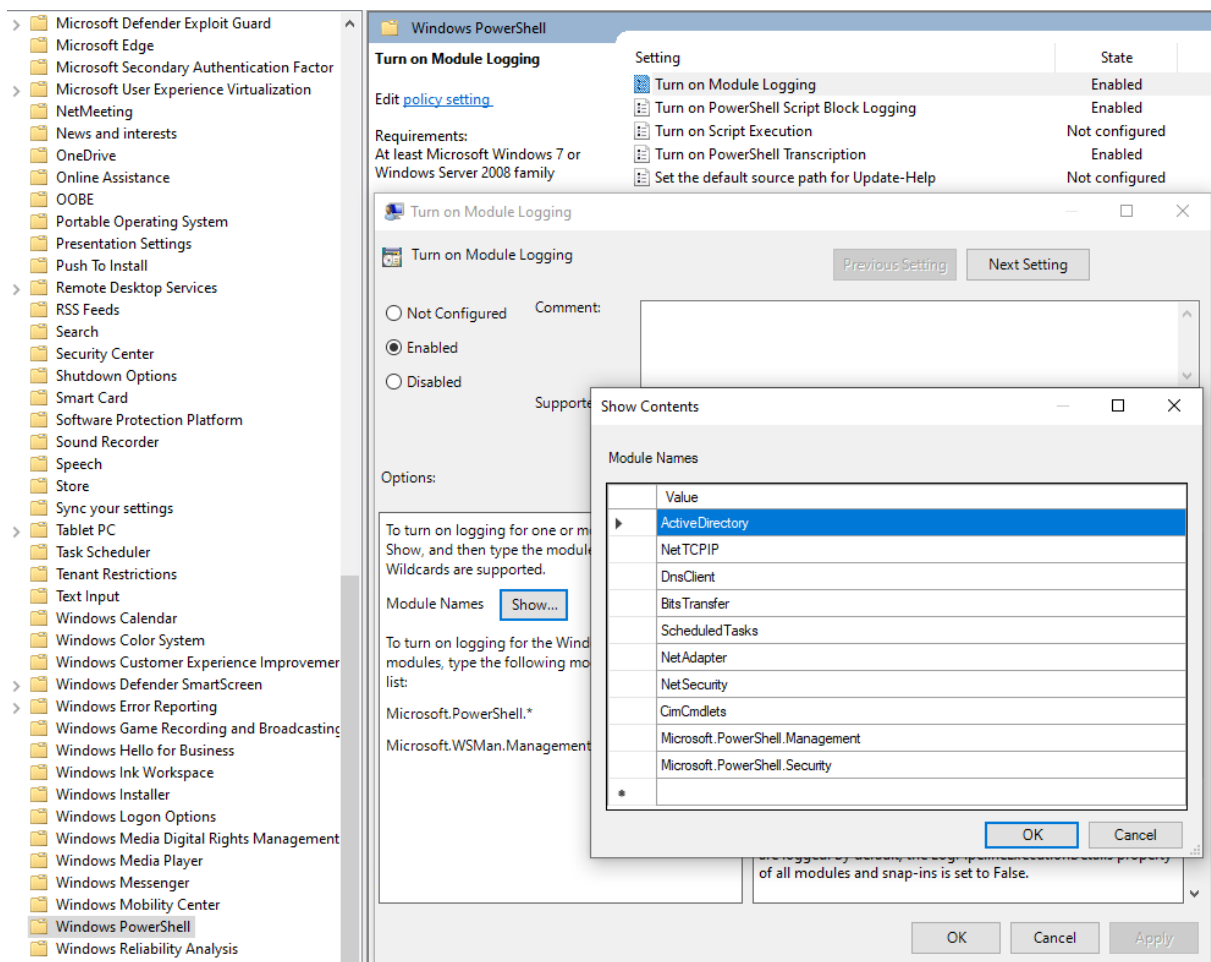 Microsoft Defender Exploit Guard
Microsoft Edge
Microsoft Secondary Authentication Factor
Microsoft User Experience Virtualization
NetMeeting
News and interests
OneDrive
Online Assistance
OOBE
Portable Operating System
Presentation Settings
Push To Install
Remote Desktop Services
RSS Feeds
Search
Security Center
Shutdown Options
Smart Card
Software Protection Platform
Sound Recorder
Speech
Store
Sync your settings
Tablet PC
Task Scheduler
Tenant Restrictions
Text Input
Windows Calendar
Windows Color System
Windows Customer Experience Improvemer
Windows Defender SmartScreen
Windows Error Reporting
Windows Game Recording and Broadcasting
Windows Hello for Business
Windows Ink Workspace
Windows Installer
Windows Logon Options
Windows Media Digital Rights Management
Windows Media Player
Windows Messenger
Windows Mobility Center
Windows PowerShell
Windows Reliability Analysis
Windows PowerShell
Turn on Module Logging
Edit policy setting
Requirements:
At least Microsoft Windows 7 or
Windows Server 2008 family
Setting State
Turn on Module Logging Enabled
Turn on PowerShell Script Block Logging Enabled
Turn on Script Execution Not configured
Turn on PowerShell Transcription Enabled
Set the default source path for Update-Help Not configured
Turn on Module Logging
Turn on Module Logging
Previous Setting Next Setting
Not Configured
Enabled
Disabled
Comment:
Supporte
Options:
To turn on logging for one or mo
Show, and then type the module
Wildcards are supported.
Module Names Show...
To turn on logging for the Wind
modules, type the following mo
list:
Microsoft.PowerShell.*
Microsoft.WSMan.Management
Show Contents
Module Names
Value
ActiveDirectory
NetTCPIP
DnsClient
BitsTransfer
ScheduledTasks
NetAdapter
NetSecurity
CimCmdlets
Microsoft.PowerShell.Management
Microsoft.PowerShell.Security
OK Cancel
are logged by default, the LogPipelineExecutionDetails property
of all modules and snap-ins is set to False.
OK Cancel Apply